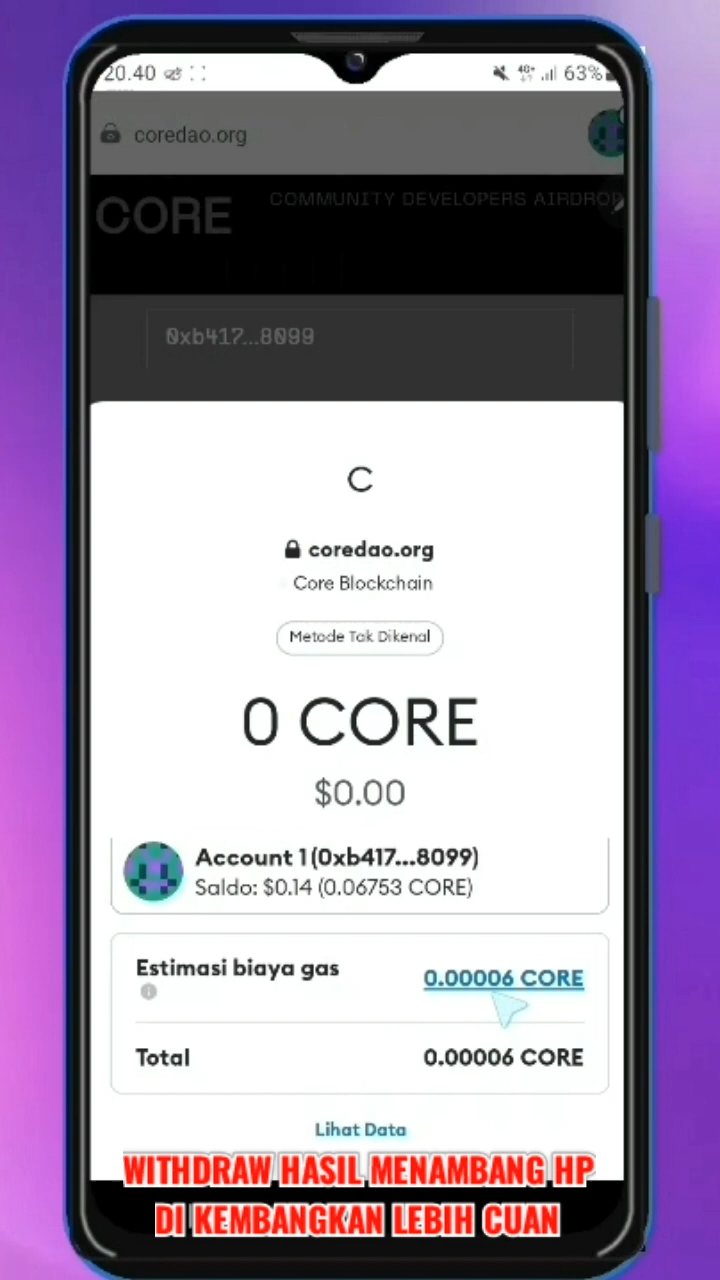 20.40 4G+ 63%
coredao.org
CORE
COMMUNITY DEVELOPERS AIRDROP
0xb417...8099
C
coredao.org
Core Blockchain
Metode Tak Dikenal
0 CORE
$0.00
Account 1 (0xb417...8099)
Saldo: $0.14 (0.06753 CORE)
Estimasi biaya gas
0.00006 CORE
Total
0.00006 CORE
Lihat Data
WITHDRAW HASIL MENAMBANG HP
DI KEMBANGKAN LEBIH CUAN